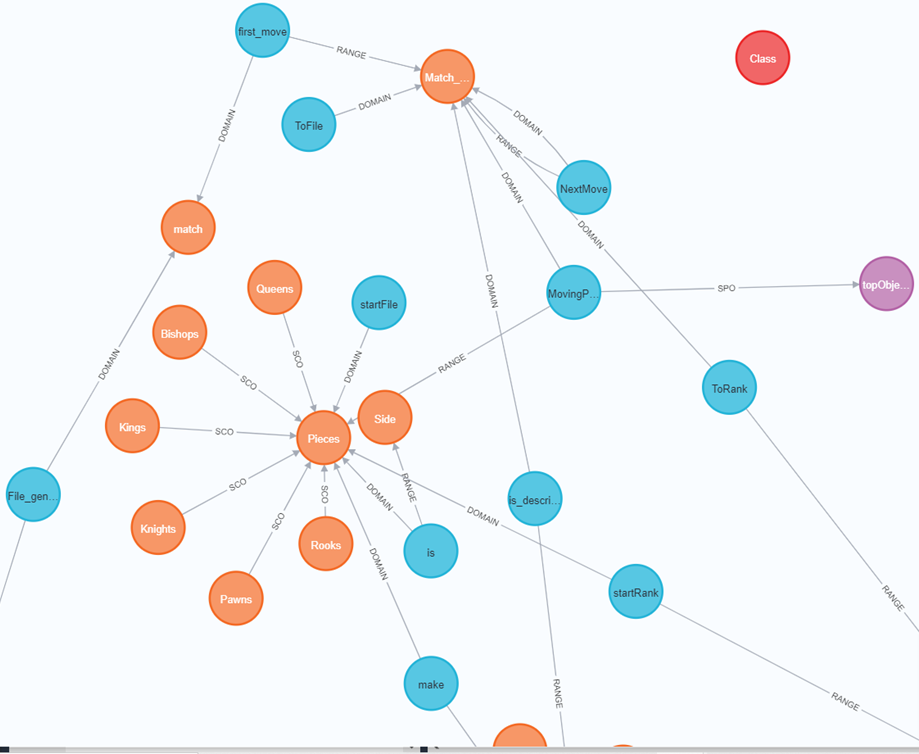 first_move
RANGE
Match_...
Class
DOMAIN
ToFile
DOMAIN
DOMAIN
RANGE
NextMove
DOMAIN
match
DOMAIN
Queens
startFile
DOMAIN
MovingP...
SPO
topObje...
Bishops
SCO
DOMAIN
RANGE
DOMAIN
SCO
ToRank
Kings
SCO
Pieces
Side
File_gen...
SCO
SCO
RANGE
DOMAIN
is_descri...
DOMAIN
Knights
SCO
Rooks
is
DOMAIN
Pawns
startRank
RANGE
make
RANGE
RANGE